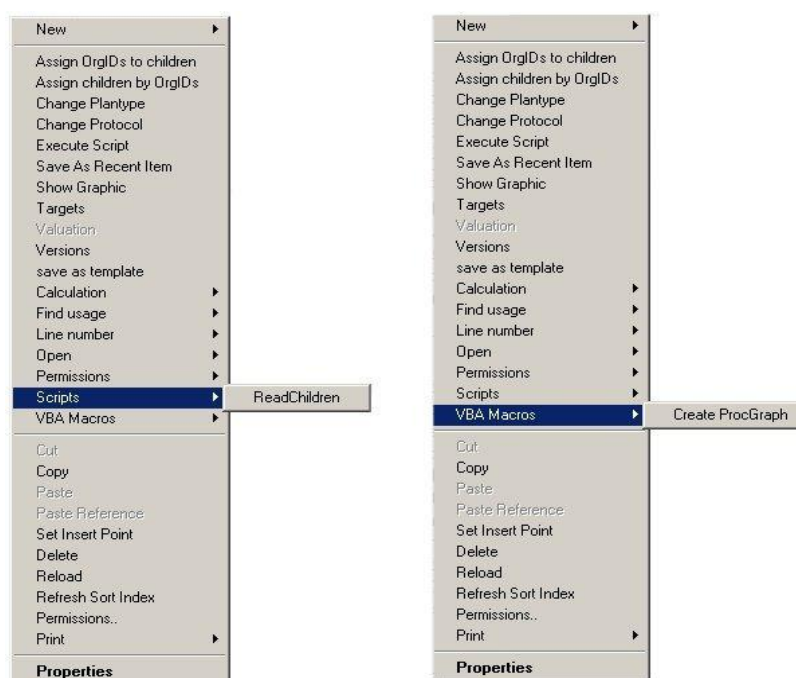 New
Assign OrgIDs to children
Assign children by OrgIDs
Change Plantype
Change Protocol
Execute Script
Save As Recent Item
Show Graphic
Targets
Valuation
Versions
save as template
Calculation
Find usage
Line number
Open
Permissions
Scripts
ReadChildren
VBA Macros
Cut
Copy
Paste
Paste Reference
Set Insert Point
Delete
Reload
Refresh Sort Index
Permissions..
Print
Properties
New
Assign OrgIDs to children
Assign children by OrgIDs
Change Plantype
Change Protocol
Execute Script
Save As Recent Item
Show Graphic
Targets
Valuation
Versions
save as template
Calculation
Find usage
Line number
Open
Permissions
Scripts
VBA Macros
Create ProcGraph
Cut
Copy
Paste
Paste Reference
Set Insert Point
Delete
Reload
Refresh Sort Index
Permissions..
Print
Properties